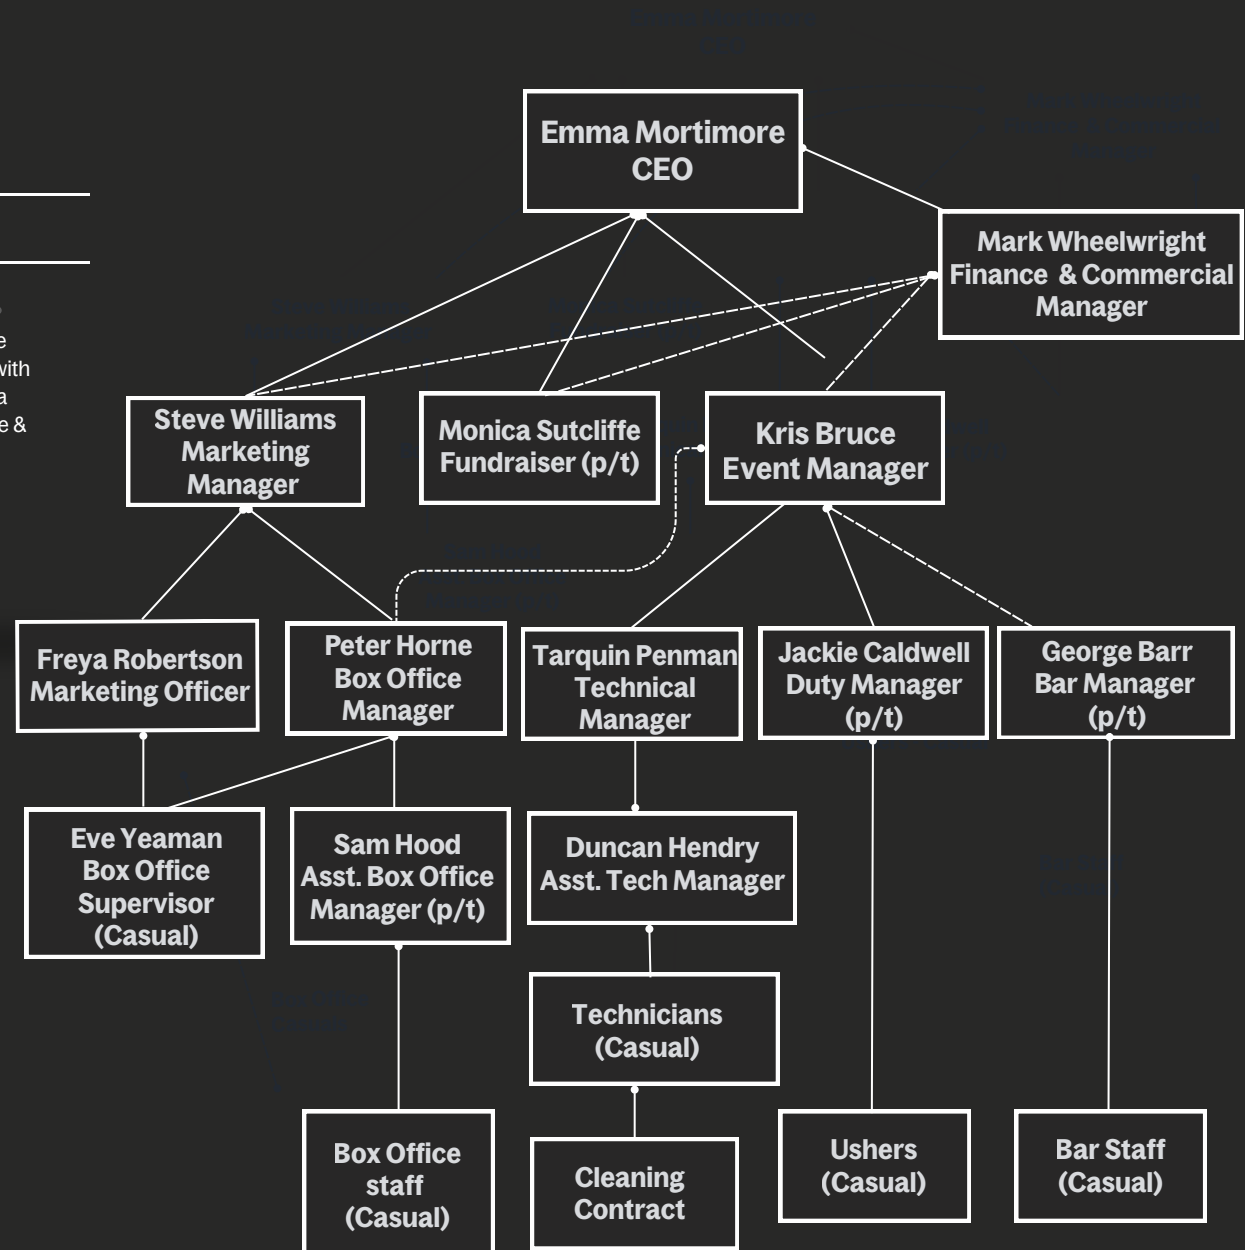 Emma Mortimore
CEO
Mark Wheelwright
Finance & Commercial
Manager
e
with
a
e &
Steve Williams
Marketing
Manager
Monica Sutcliffe
Fundraiser (p/t)
Kris Bruce
Event Manager
Freya Robertson
Marketing Officer
Peter Horne
Box Office
Manager
Tarquin Penman
Technical
Manager
Jackie Caldwell
Duty Manager
(p/t)
George Barr
Bar Manager
(p/t)
Eve Yeaman
Box Office
Supervisor
(Casual)
Sam Hood
Asst. Box Office
Manager (p/t)
Duncan Hendry
Asst. Tech Manager
Technicians
(Casual)
Box Office
staff
(Casual)
Cleaning
Contract
Ushers
(Casual)
Bar Staff
(Casual)